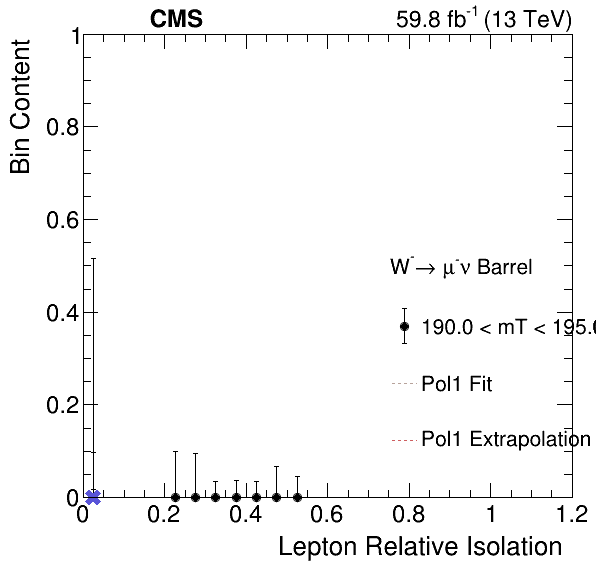 CMS
59.8 fb⁻¹ (13 TeV)
Bin Content
1
0.8
0.6
0.4
0.2
0
W⁻→ μ⁻ν Barrel
190.0 < mT < 195.0
Pol1 Fit
Pol1 Extrapolation
0 0.2 0.4 0.6 0.8 1 1.2
Lepton Relative Isolation